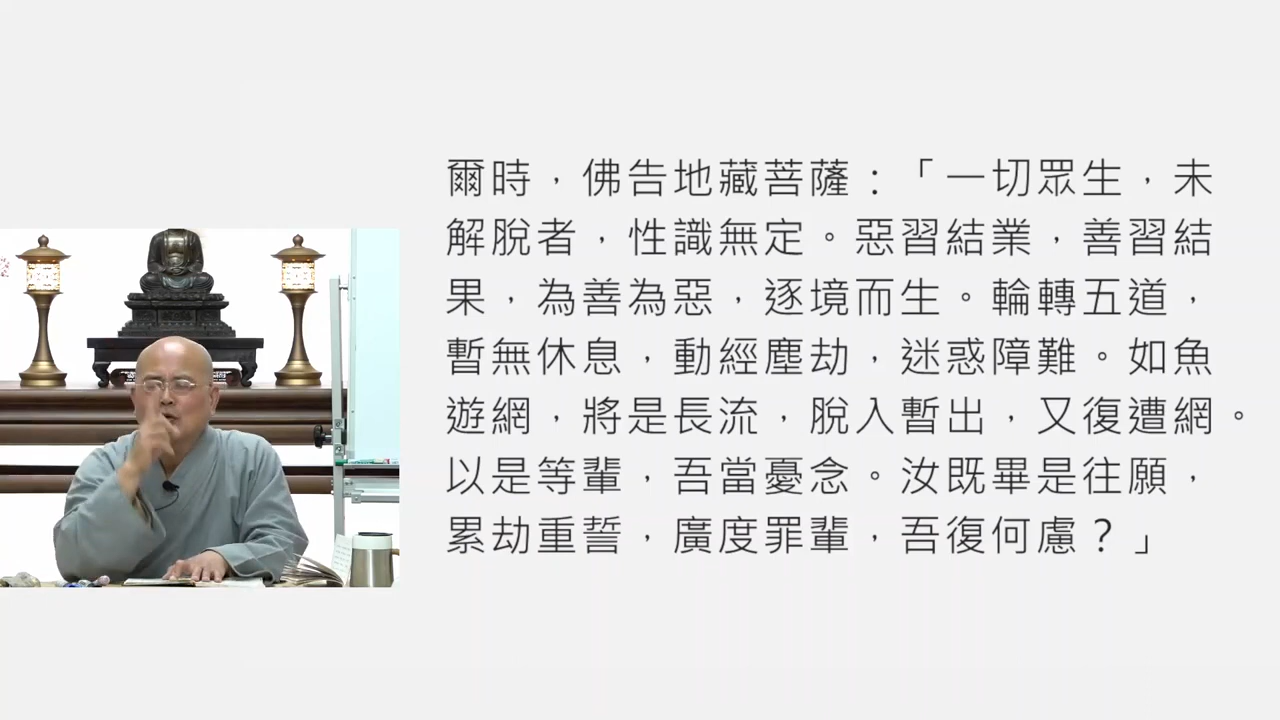 爾時，佛告地藏菩薩：「一切眾生，未
解脫者，性識無定。惡習結業，善習結
果，為善為惡，逐境而生。輪轉五道，
暫無休息，動經塵劫，迷惑障難。如魚
遊網，將是長流，脫入暫出，又復遭網。
以是等輩，吾當憂念。汝既畢是往願，
累劫重誓，廣度罪輩，吾復何慮？」